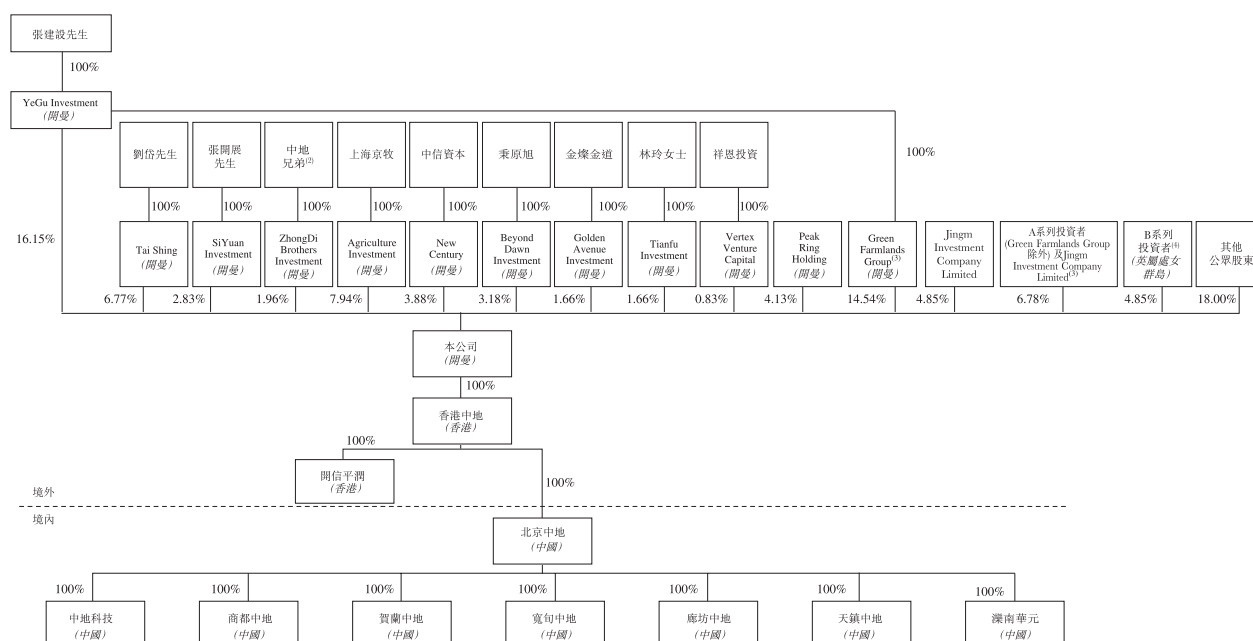 張建設先生
100%
YeGu Investment
(開曼)
劉岱先生
張開展
先生
中地
兄弟(2)
上海京牧
中信資本
秉原旭
金燦金道
林玲女士
祥恩投資
100%
100%
100%
100%
100%
100%
100%
100%
100%
100%
16.15%
Tai Shing
(開曼)
SiYuan
Investment
(開曼)
ZhongDi
Brothers
Investment
(開曼)
Agriculture
Investment
(開曼)
New
Century
(開曼)
Beyond
Dawn
Investment
(開曼)
Golden
Avenue
Investment
(開曼)
Tianfu
Investment
(開曼)
Vertex
Venture
Capital
(開曼)
Peak
Ring
Holding
(開曼)
Green
Farmlands
Group(3)
(開曼)
Jingm
Investment
Company
Limited
A系列投資者
(Green Farmlands Group
除外) 及Jingm
Investment Company
Limited(3)
B系列
投資者(4)
(英屬處女
群島)
其他
公眾股東
6.77%
2.83%
1.96%
7.94%
3.88%
3.18%
1.66%
1.66%
0.83%
4.13%
14.54%
4.85%
6.78%
4.85%
18.00%
本公司
(開曼)
100%
香港中地
(香港)
100%
開信平潤
(香港)
100%
境外
境內
北京中地
(中國)
100%
100%
100%
100%
100%
100%
100%
中地科技
(中國)
商都中地
(中國)
賀蘭中地
(中國)
寬甸中地
(中國)
廊坊中地
(中國)
天鎮中地
(中國)
灤南華元
(中國)